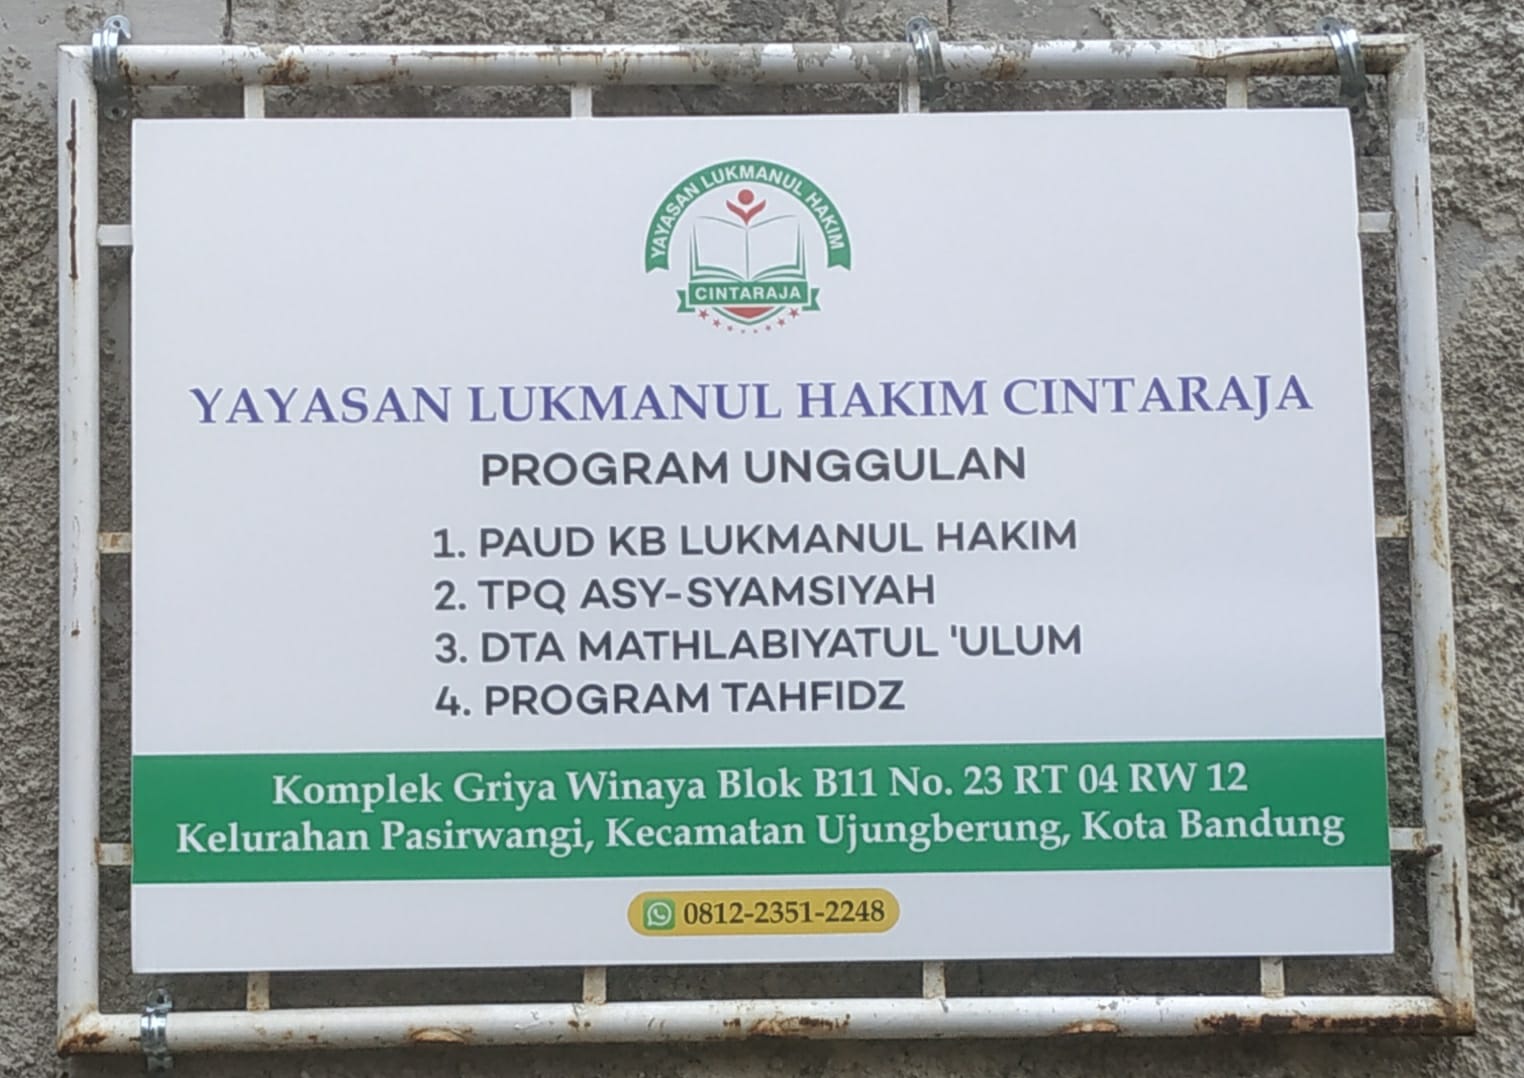 YAYASAN LUKMANUL HAKIM
CINTARAJA
YAYASAN LUKMANUL HAKIM CINTARAJA
PROGRAM UNGGULAN
1. PAUD KB LUKMANUL HAKIM
2. TPQ ASY-SYAMSIYAH
3. DTA MATHLABIYATUL 'ULUM
4. PROGRAM TAHFIDZ
Komplek Griya Winaya Blok B11 No. 23 RT 04 RW 12
Kelurahan Pasirwangi, Kecamatan Ujungberung, Kota Bandung
0812-2351-2248